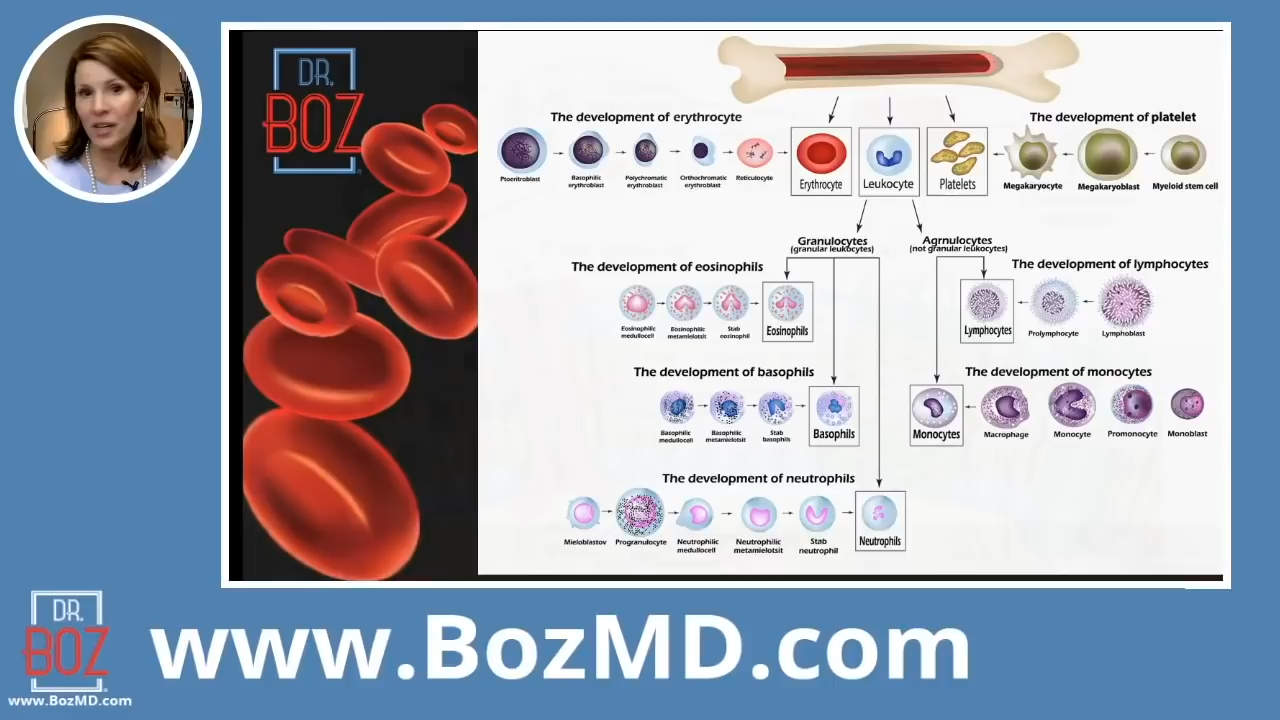 DR.
BOZ
The development of erythrocyte
The development of platelet
Ptoeritroblast
Basophilic
erythroblast
Polychromatic
erythroblast
Orthochromatic
erythroblast
Reticulocyte
Erythrocyte
Leukocyte
Platelets
Megakaryocyte
Megakaryoblast
Myeloid stem cell
Granulocytes
(granular leukocytes)
Agrnulocytes
(not granular leukocytes)
The development of eosinophils
The development of lymphocytes
Eosinophilic
medullocell
Eosinophilic
metamielotsit
Stab
eosinophil
Eosinophils
Lymphocytes
Prolymphocyte
Lymphoblast
The development of basophils
The development of monocytes
Basophilic
medullocell
Basophilic
metamielotsit
Stab
basophils
Basophils
Monocytes
Macrophage
Monocyte
Promonocyte
Monoblast
The development of neutrophils
Mieloblastov
Progranulocyte
Neutrophilic
medullocell
Neutrophilic
metamielotsit
Stab
neutrophil
Neutrophils
DR.
BOZ
www.BozMD.com
www.BozMD.com